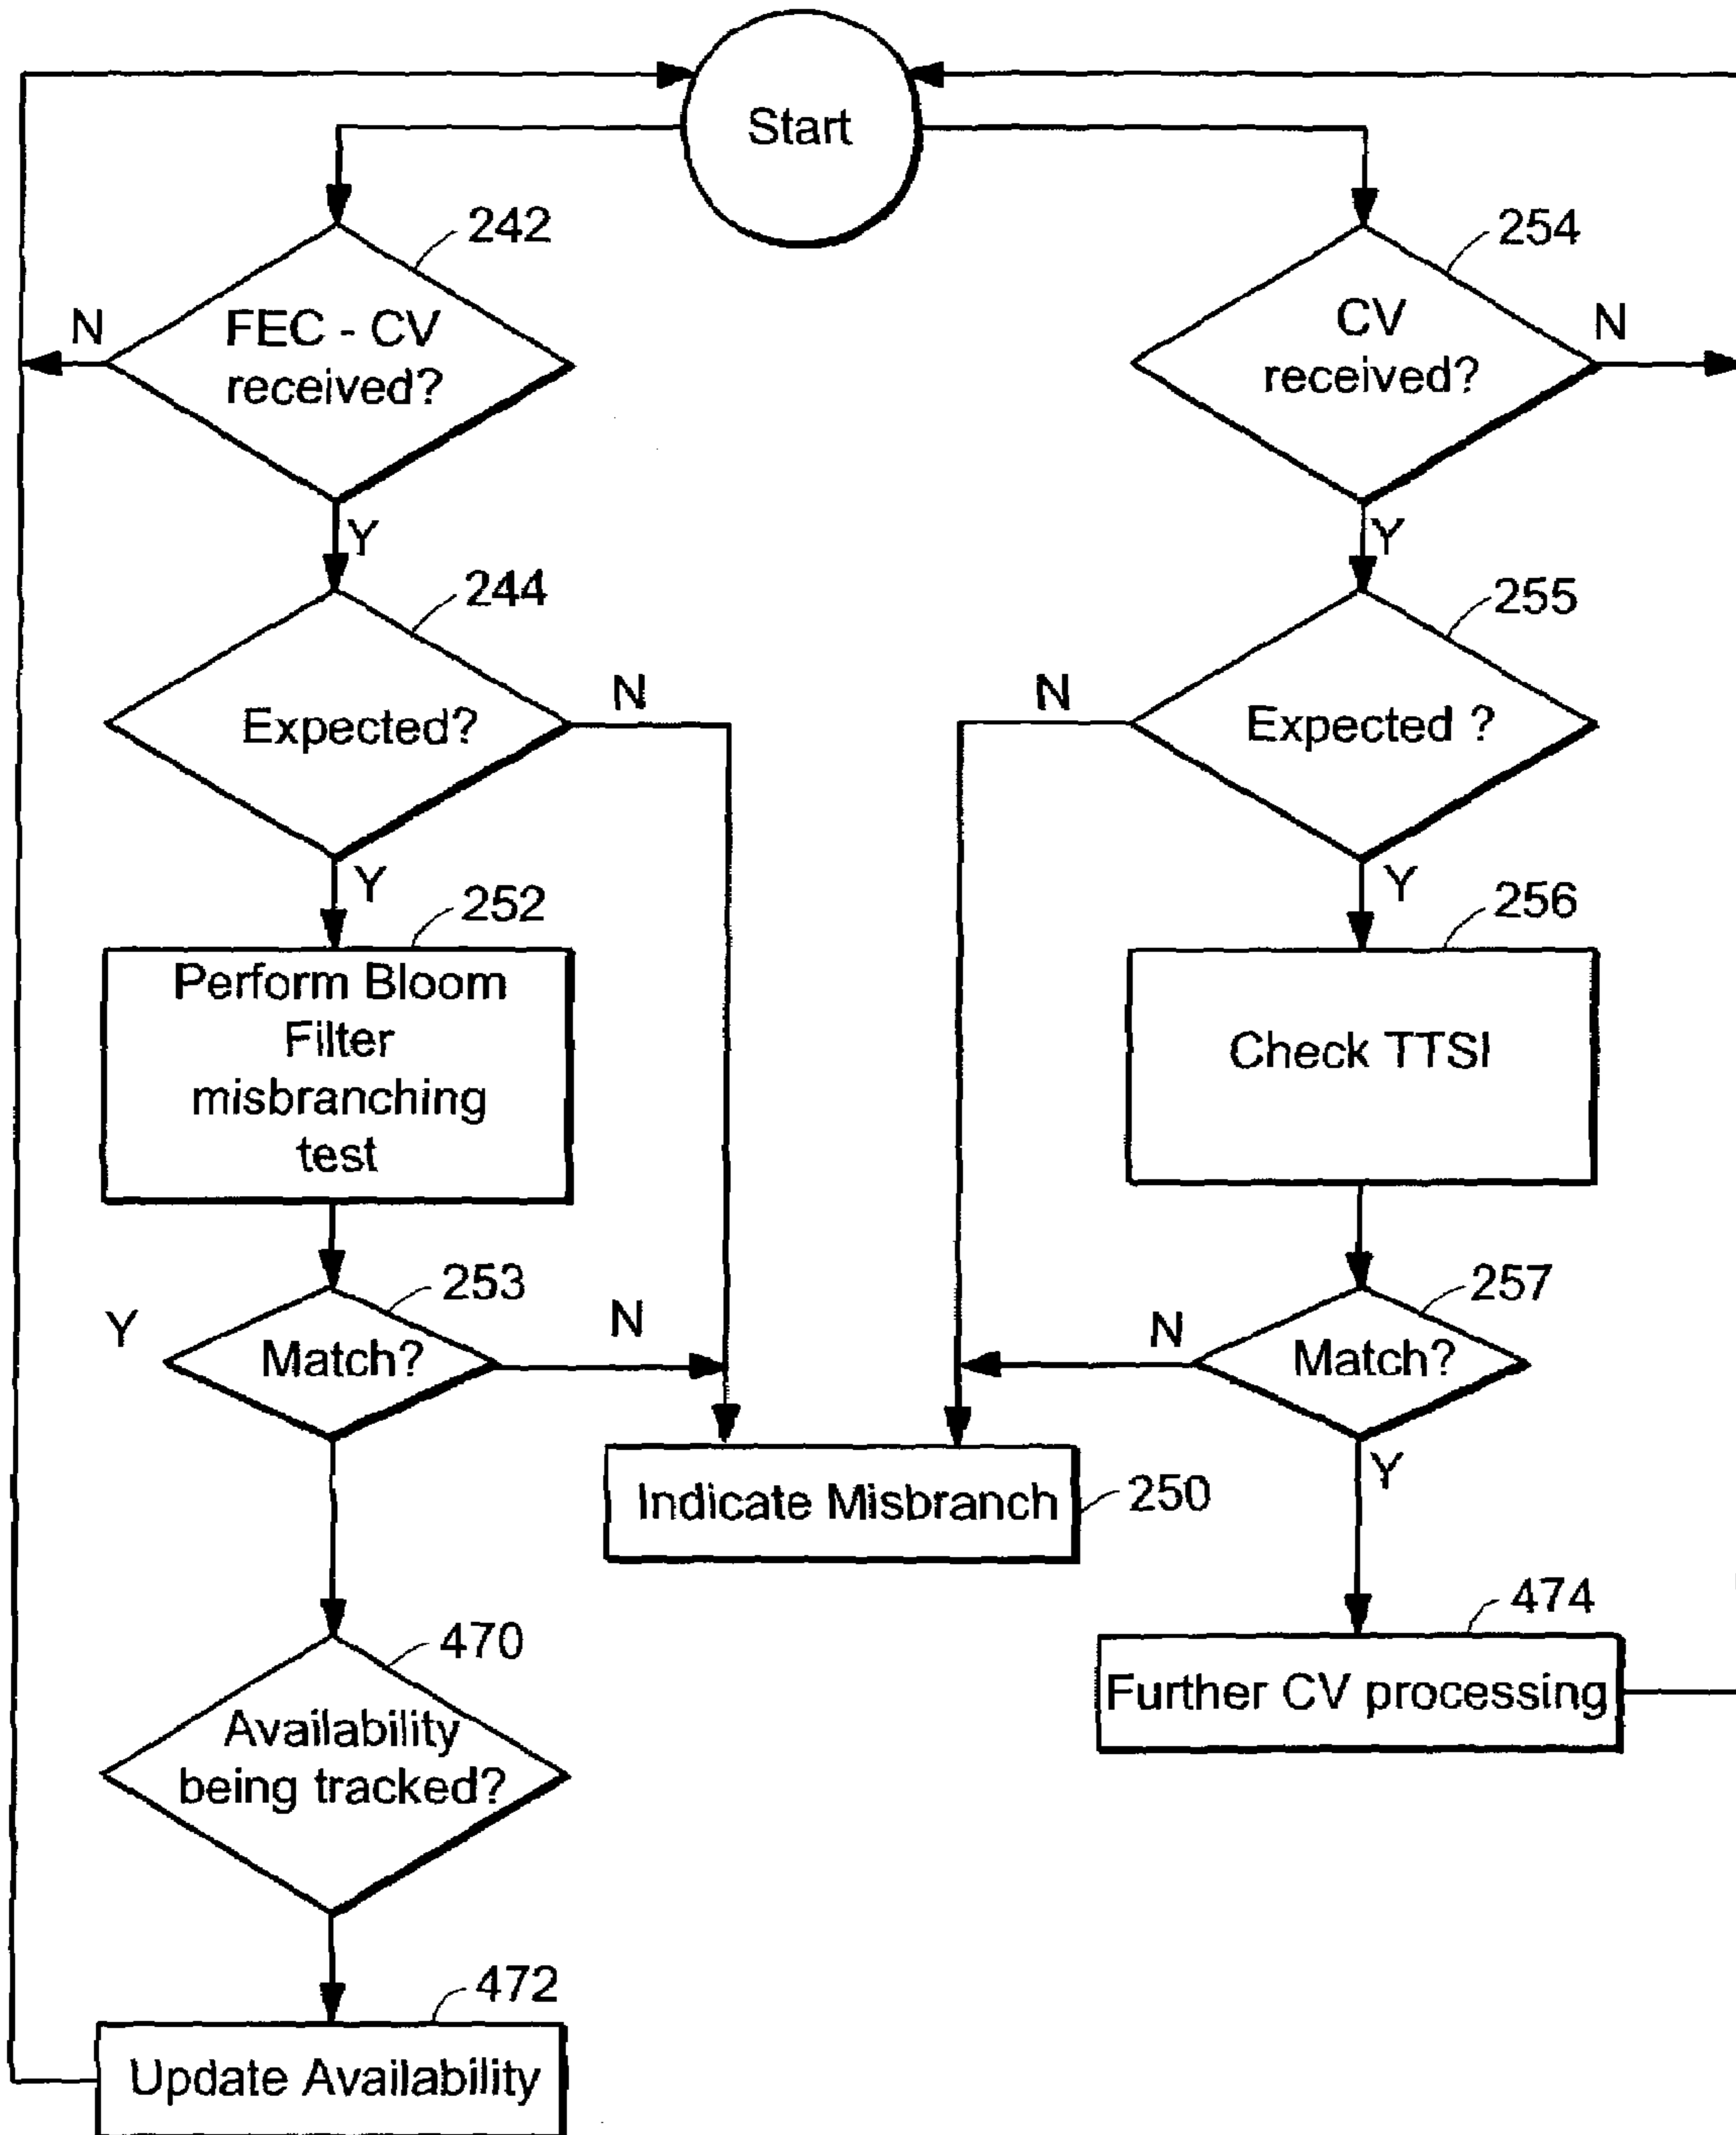 Start
242
FEC - CV
received?
N
Y
254
CV
received?
N
Y
244
Expected?
N
Y
255
Expected ?
N
Y
252
Perform Bloom
Filter
misbranching
test
256
Check TTSI
253
Match?
Y
N
257
Match?
N
Y
Indicate Misbranch
250
470
Availability
being tracked?
474
Further CV processing
472
Update Availability